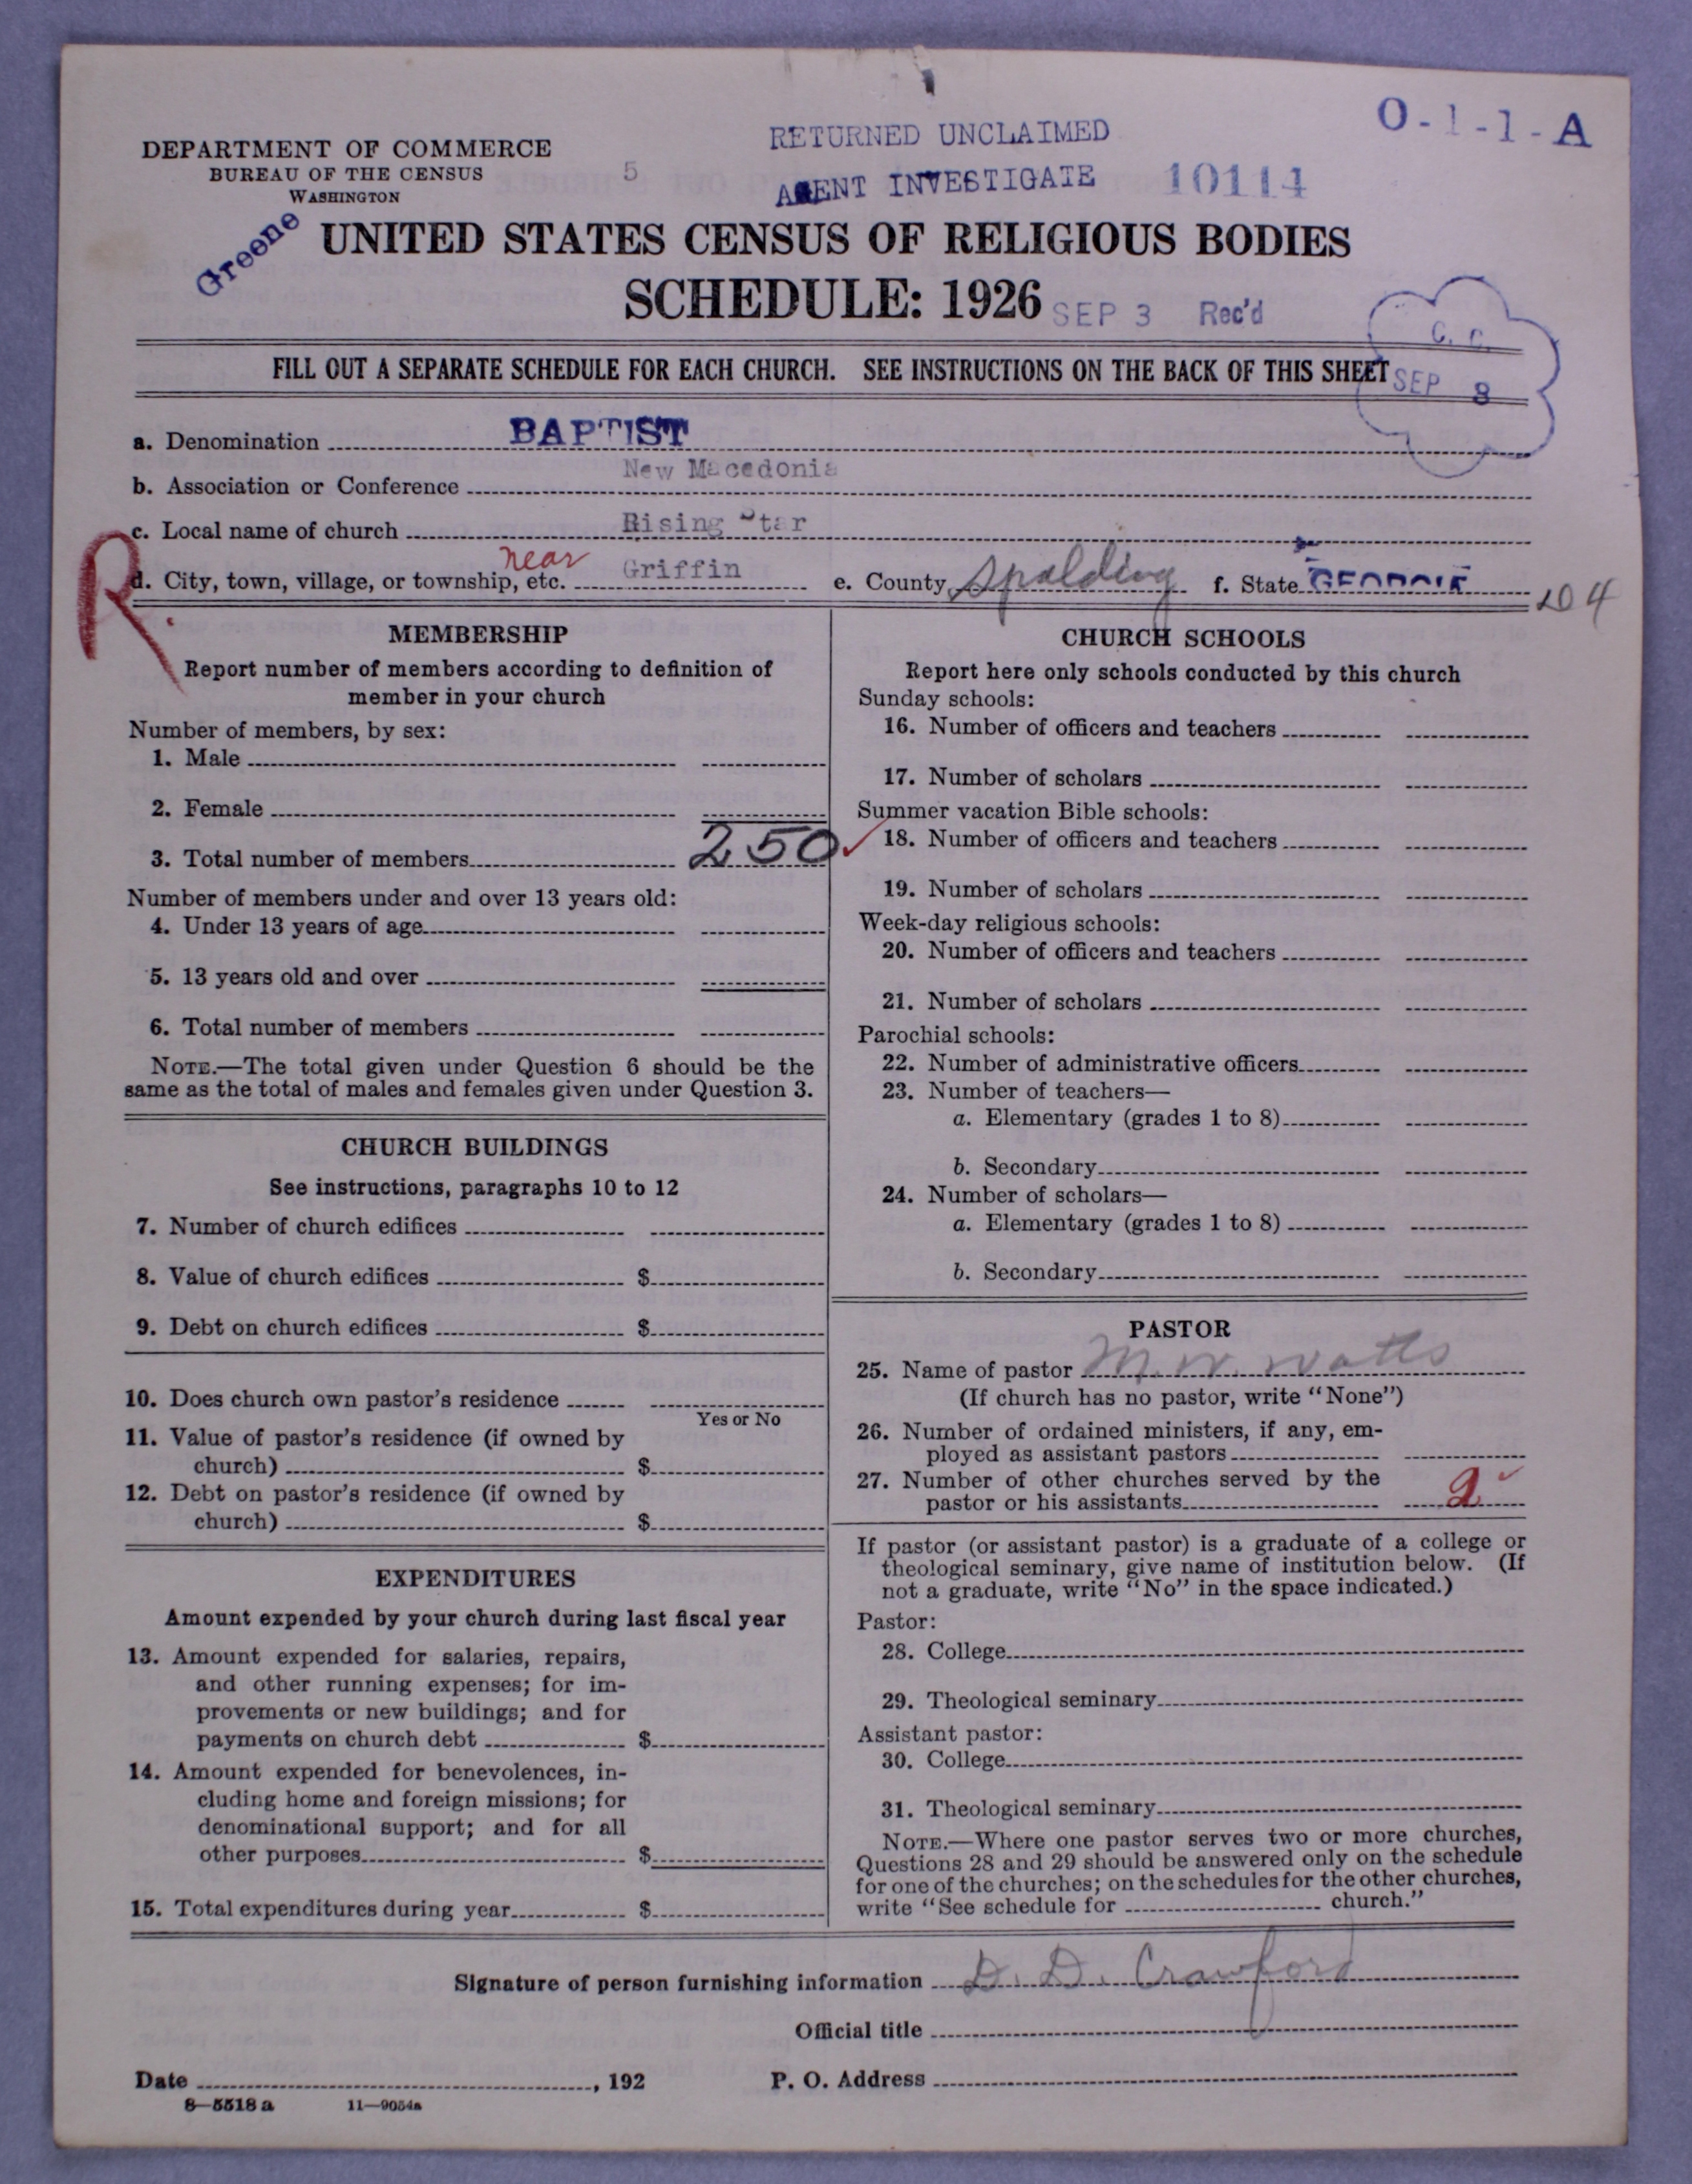 O-1-1-A
RETURNED UNCLAIMED
AGENT INVESTIGATE 10114
DEPARTMENT OF COMMERCE
BUREAU OF THE CENSUS
WASHINGTON
5
Greene
UNITED STATES CENSUS OF RELIGIOUS BODIES
SCHEDULE: 1926
SEP 3 Rec'd
C. C.
SEP 8
FILL OUT A SEPARATE SCHEDULE FOR EACH CHURCH. SEE INSTRUCTIONS ON THE BACK OF THIS SHEET
a. Denomination BAPTIST
b. Association or Conference New Macedonia
c. Local name of church Rising Star
R.
d. City, town, village, or township, etc. near Griffin e. County Spalding f. State GEORGIA
204
MEMBERSHIP
Report number of members according to definition of
member in your church
Number of members, by sex:
1. Male
2. Female
3. Total number of members 250
Number of members under and over 13 years old:
4. Under 13 years of age
5. 13 years old and over
6. Total number of members
NOTE.—The total given under Question 6 should be the
same as the total of males and females given under Question 3.
CHURCH BUILDINGS
See instructions, paragraphs 10 to 12
7. Number of church edifices
8. Value of church edifices $
9. Debt on church edifices $
10. Does church own pastor's residence
Yes or No
11. Value of pastor's residence (if owned by
church) $
12. Debt on pastor's residence (if owned by
church) $
EXPENDITURES
Amount expended by your church during last fiscal year
13. Amount expended for salaries, repairs,
and other running expenses; for im-
provements or new buildings; and for
payments on church debt $
14. Amount expended for benevolences, in-
cluding home and foreign missions; for
denominational support; and for all
other purposes $
15. Total expenditures during year $
CHURCH SCHOOLS
Report here only schools conducted by this church
Sunday schools:
16. Number of officers and teachers
17. Number of scholars
Summer vacation Bible schools:
18. Number of officers and teachers
19. Number of scholars
Week-day religious schools:
20. Number of officers and teachers
21. Number of scholars
Parochial schools:
22. Number of administrative officers
23. Number of teachers—
a. Elementary (grades 1 to 8)
b. Secondary
24. Number of scholars—
a. Elementary (grades 1 to 8)
b. Secondary
PASTOR
25. Name of pastor M. W. Watts
(If church has no pastor, write "None")
26. Number of ordained ministers, if any, em-
ployed as assistant pastors
27. Number of other churches served by the
pastor or his assistants
If pastor (or assistant pastor) is a graduate of a college or
theological seminary, give name of institution below. (If
not a graduate, write "No" in the space indicated.)
Pastor:
28. College
29. Theological seminary
Assistant pastor:
30. College
31. Theological seminary
NOTE.—Where one pastor serves two or more churches,
Questions 28 and 29 should be answered only on the schedule
for one of the churches; on the schedules for the other churches,
write "See schedule for church."
Signature of person furnishing information D. D. Crawford
Official title
Date , 192
P. O. Address
8—5518 a 11—9054a